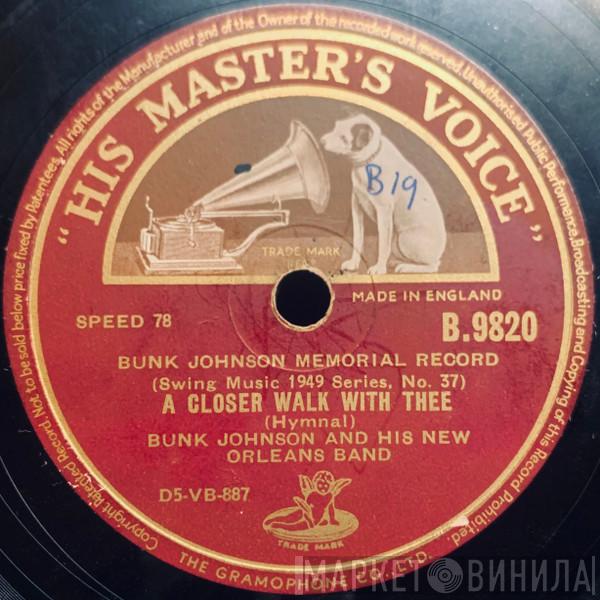 Copyright Patented Record. Not to be sold below price fixed by Patentees. All rights of the Manufacturer and of the Owner of the recorded work reserved. Unauthorised Public Performance, Broadcasting and Copying of this Record Prohibited.
"HIS MASTER'S VOICE"
B19.
TRADE MARK
MADE IN ENGLAND
SPEED 78
B.9820
BUNK JOHNSON MEMORIAL RECORD
(Swing Music 1949 Series, No. 37)
A CLOSER WALK WITH THEE
(Hymnal)
BUNK JOHNSON AND HIS NEW
ORLEANS BAND
D5-VB-887
TRADE MARK
THE GRAMOPHONE CO., LTD.
МАРКЕТОВИНИЛА